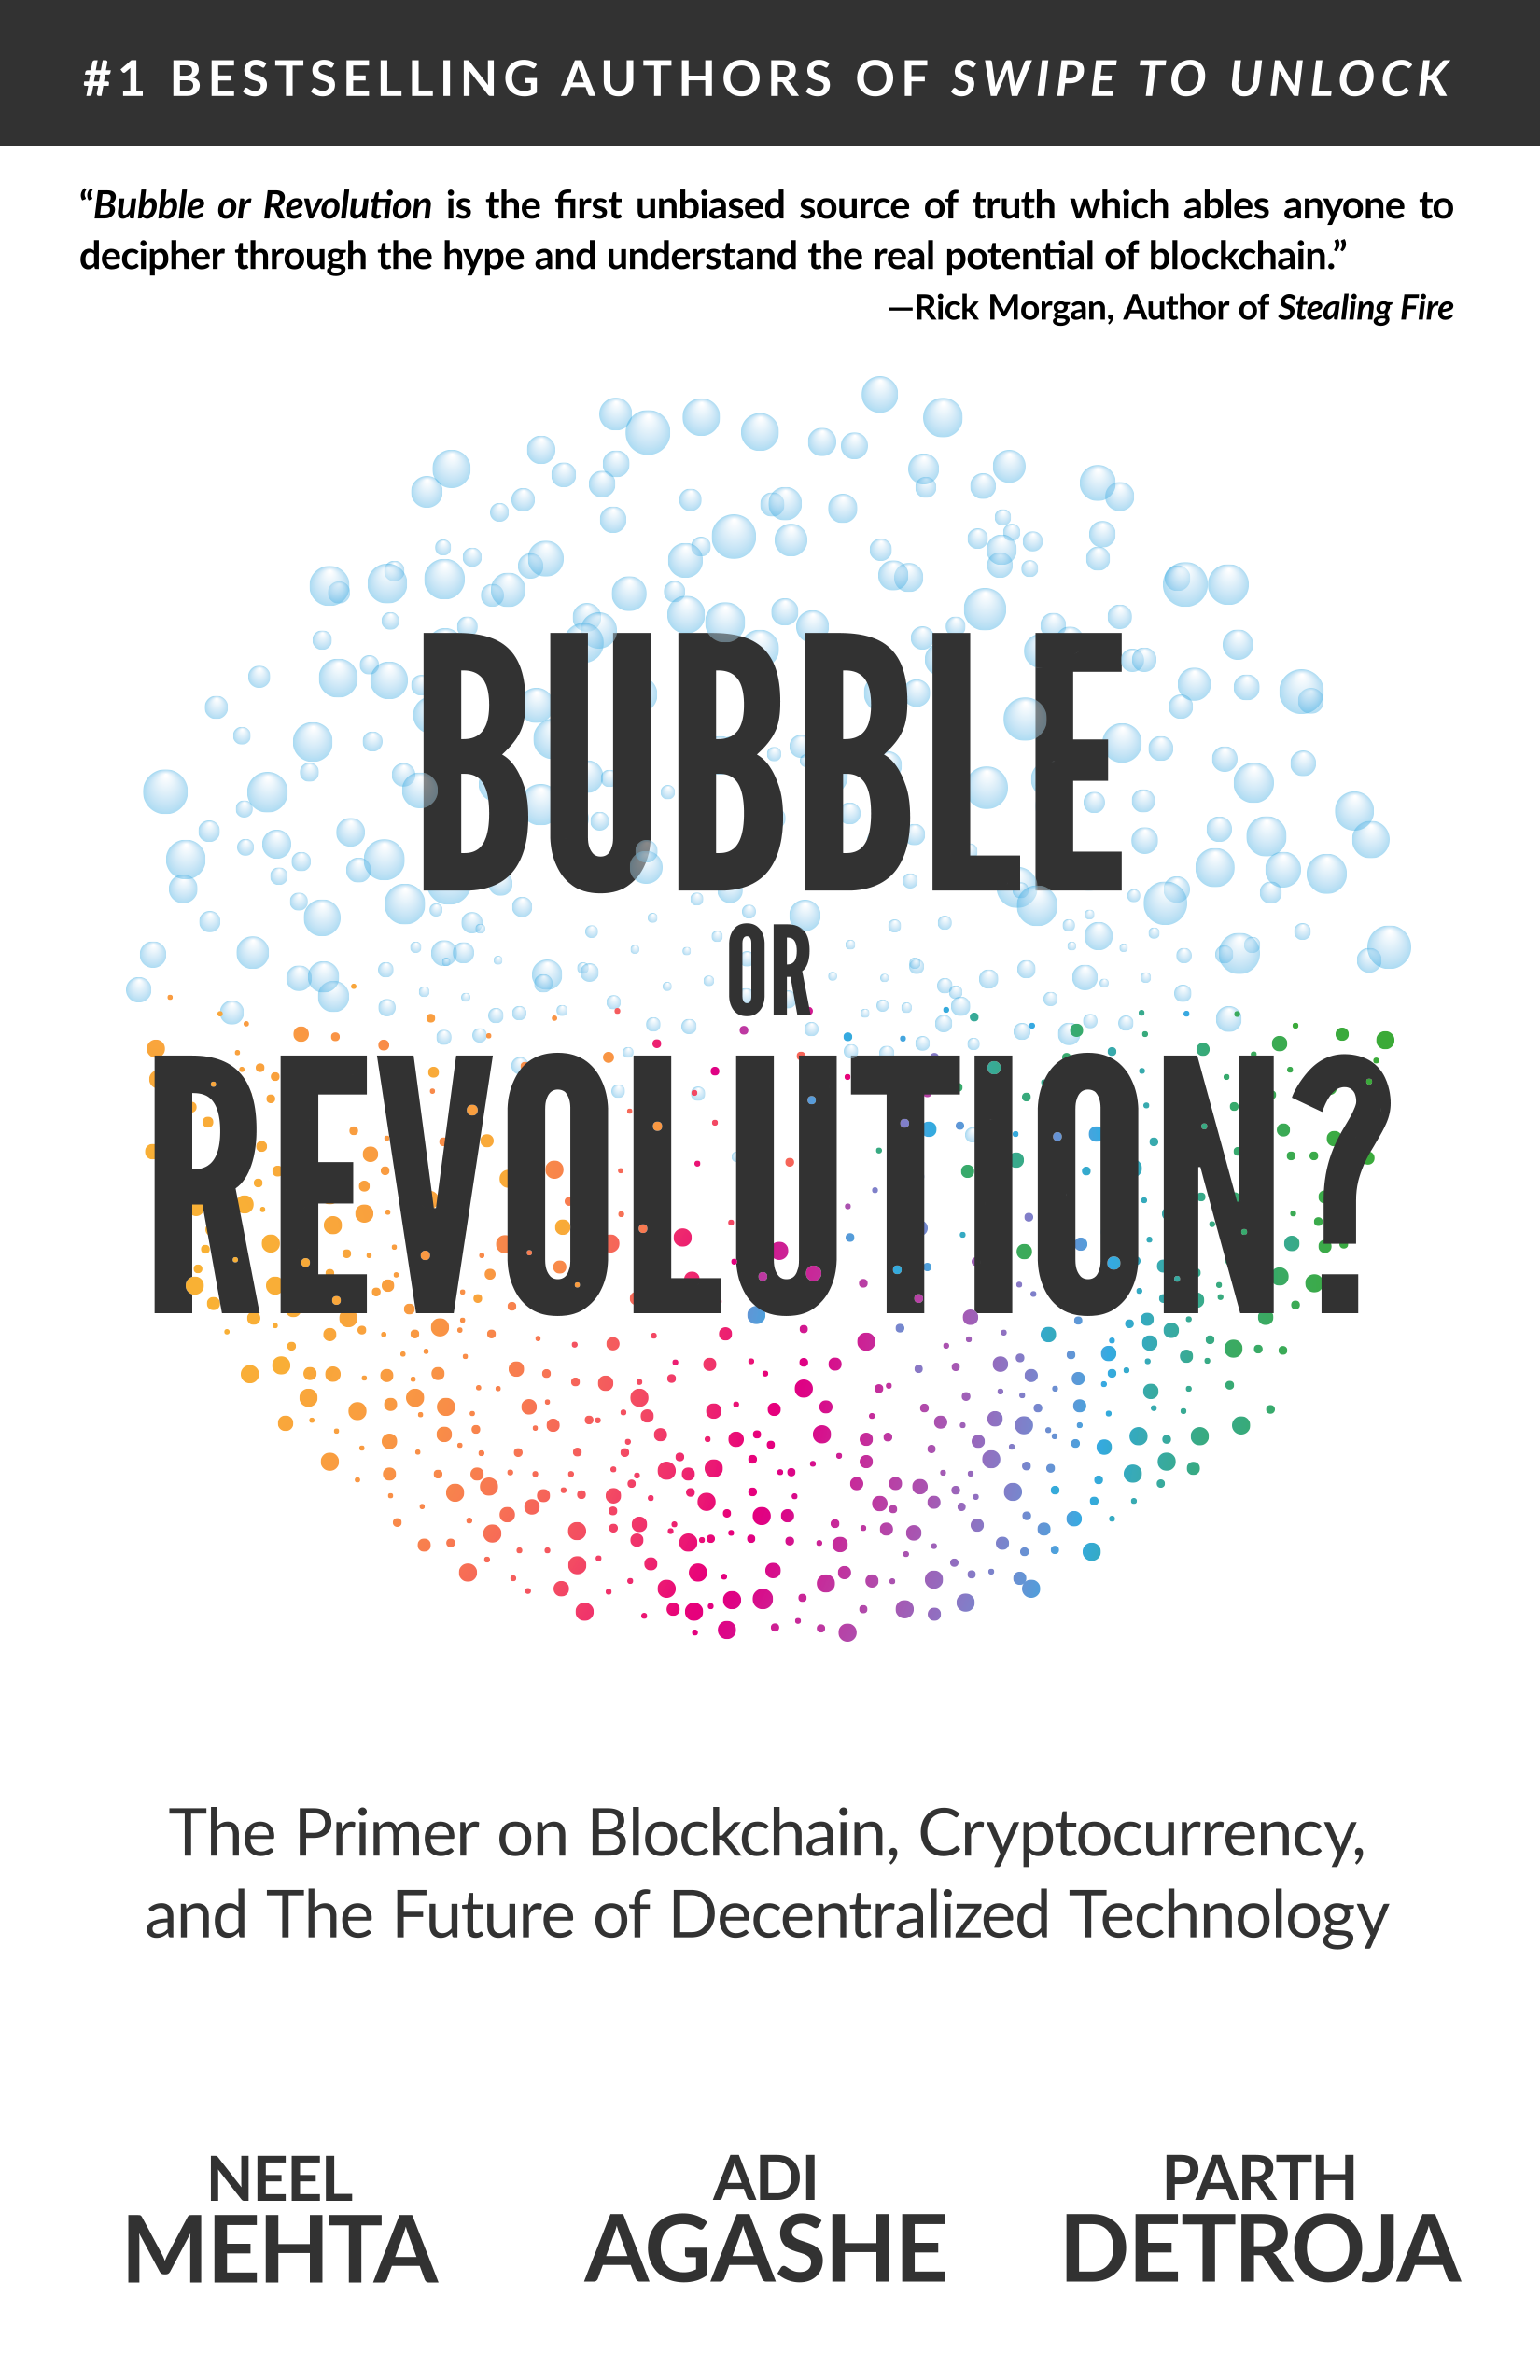 #1 BESTSELLING AUTHORS OF SWIPE TO UNLOCK
“Bubble or Revolution is the first unbiased source of truth which ables anyone to
decipher through the hype and understand the real potential of blockchain.”
—Rick Morgan, Author of Stealing Fire
BUBBLE
OR
REVOLUTION?
The Primer on Blockchain, Cryptocurrency,
and The Future of Decentralized Technology
NEEL
MEHTA
ADI
AGASHE
PARTH
DETROJA